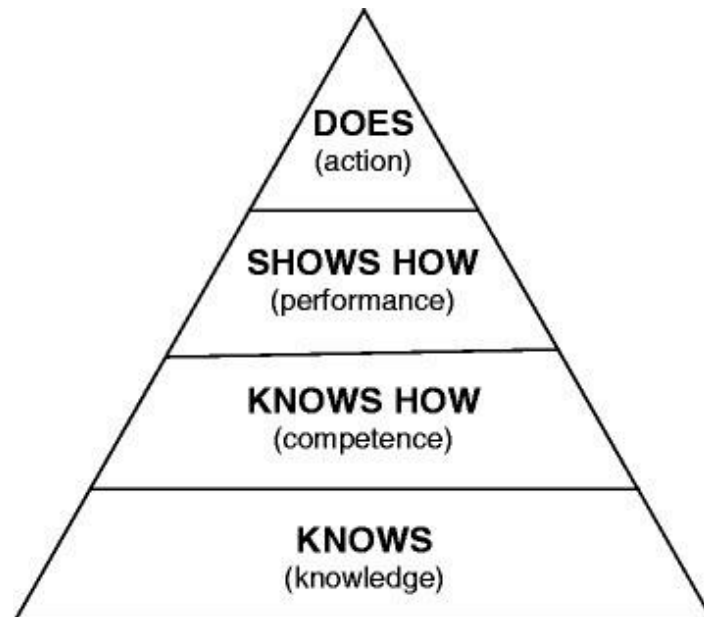 DOES
(action)
SHOWS HOW
(performance)
KNOWS HOW
(competence)
KNOWS
(knowledge)